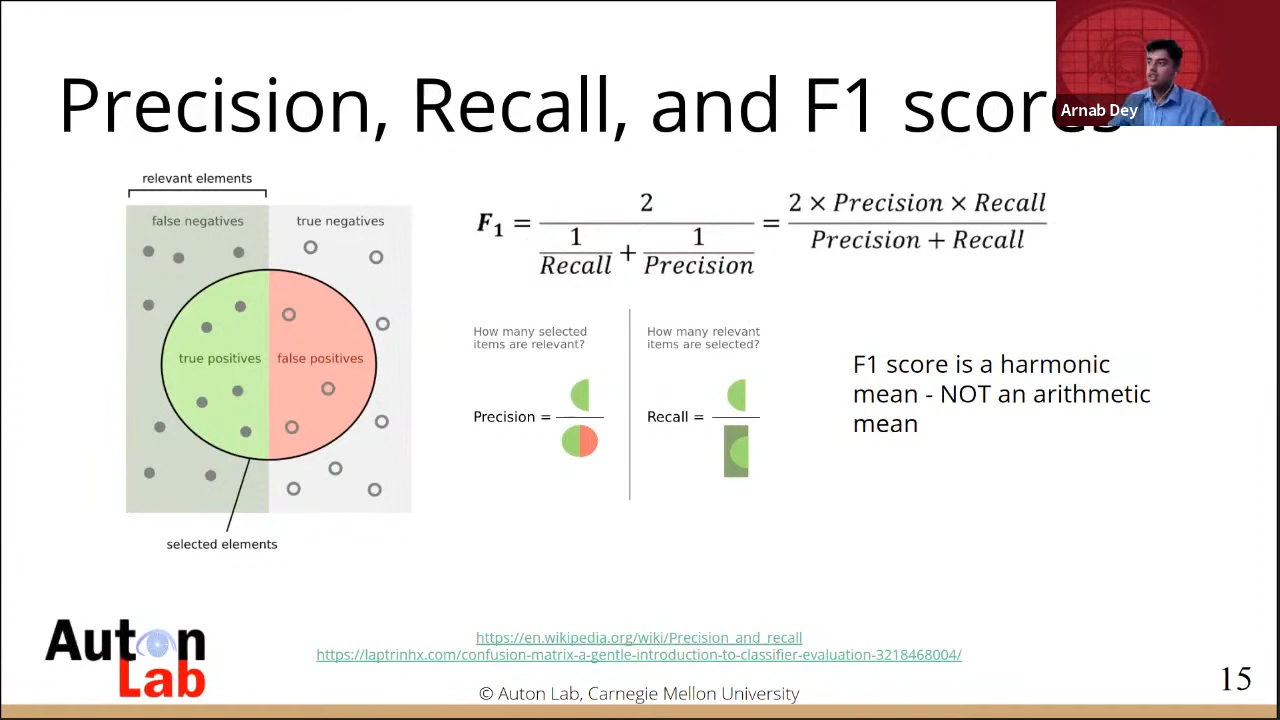 Precision, Recall, and F1 scores
Arnab Dey
relevant elements
false negatives true negatives
true positives false positives
selected elements
F₁ = 2 / (1/Recall + 1/Precision) = 2 × Precision × Recall / (Precision + Recall)
How many selected
items are relevant?
Precision =
How many relevant
items are selected?
Recall =
F1 score is a harmonic
mean - NOT an arithmetic
mean
Auton
Lab
https://en.wikipedia.org/wiki/Precision_and_recall
https://laptrinhx.com/confusion-matrix-a-gentle-introduction-to-classifier-evaluation-3218468004/
© Auton Lab, Carnegie Mellon University
15